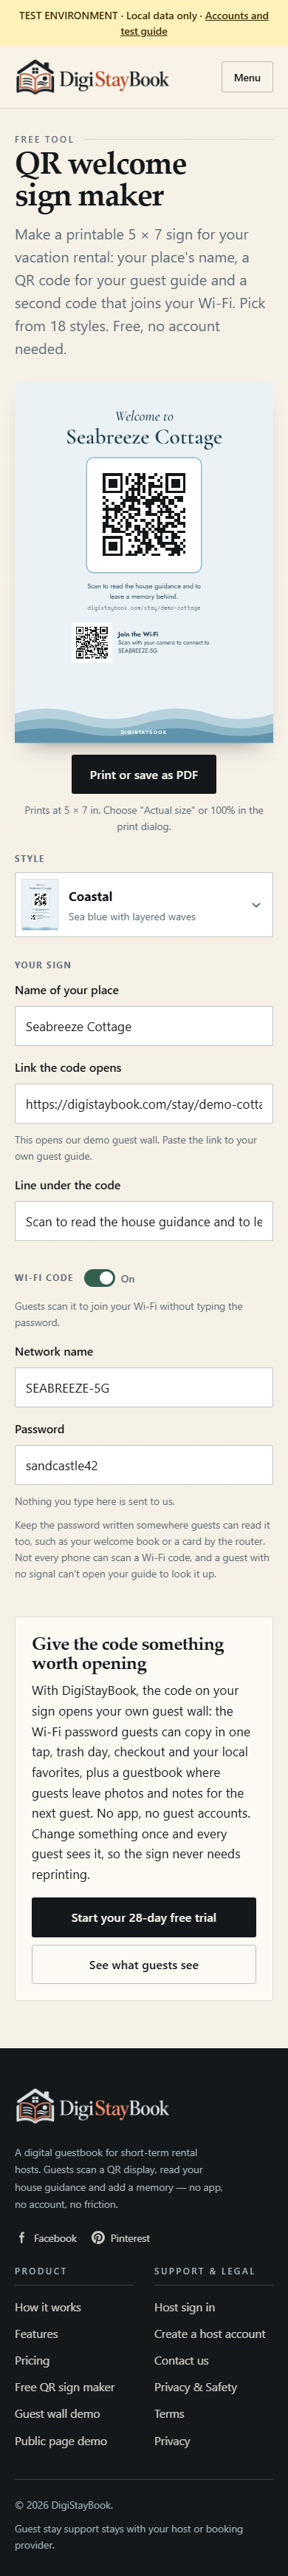 TEST ENVIRONMENT · Local data only · Accounts and
test guide
DigiStayBook
Menu
FREE TOOL
QR welcome
sign maker
Make a printable 5 × 7 sign for your
vacation rental: your place's name, a
QR code for your guest guide and a
second code that joins your Wi-Fi. Pick
from 18 styles. Free, no account
needed.
Welcome to
Seabreeze Cottage
Scan to read the house guidance and to
leave a memory behind.
digistaybook.com/stay/demo-cottage
Join the Wi-Fi
Scan with your camera to connect to
SEABREEZE-5G
DIGISTAYBOOK
Print or save as PDF
Prints at 5 × 7 in. Choose "Actual size" or 100% in the
print dialog.
STYLE
Coastal
Sea blue with layered waves
YOUR SIGN
Name of your place
Seabreeze Cottage
Link the code opens
https://digistaybook.com/stay/demo-cotta
This opens our demo guest wall. Paste the link to your
own guest guide.
Line under the code
Scan to read the house guidance and to le
WI-FI CODE On
Guests scan it to join your Wi-Fi without typing the
password.
Network name
SEABREEZE-5G
Password
sandcastle42
Nothing you type here is sent to us.
Keep the password written somewhere guests can read it
too, such as your welcome book or a card by the router.
Not every phone can scan a Wi-Fi code, and a guest with
no signal can't open your guide to look it up.
Give the code something
worth opening
With DigiStayBook, the code on your
sign opens your own guest wall: the
Wi-Fi password guests can copy in one
tap, trash day, checkout and your local
favorites, plus a guestbook where
guests leave photos and notes for the
next guest. No app, no guest accounts.
Change something once and every
guest sees it, so the sign never needs
reprinting.
Start your 28-day free trial
See what guests see
DigiStayBook
A digital guestbook for short-term rental
hosts. Guests scan a QR display, read your
house guidance and add a memory — no app,
no account, no friction.
Facebook Pinterest
PRODUCT
How it works
Features
Pricing
Free QR sign maker
Guest wall demo
Public page demo
SUPPORT & LEGAL
Host sign in
Create a host account
Contact us
Privacy & Safety
Terms
Privacy
© 2026 DigiStayBook.
Guest stay support stays with your host or booking
provider.